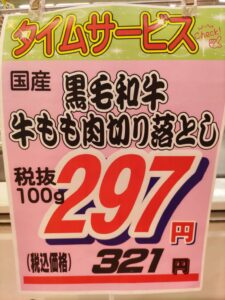 タイムサービス
Check!
国産
黒毛和牛
牛もも肉切り落とし
税抜
100g
297円
(税込価格) 321円